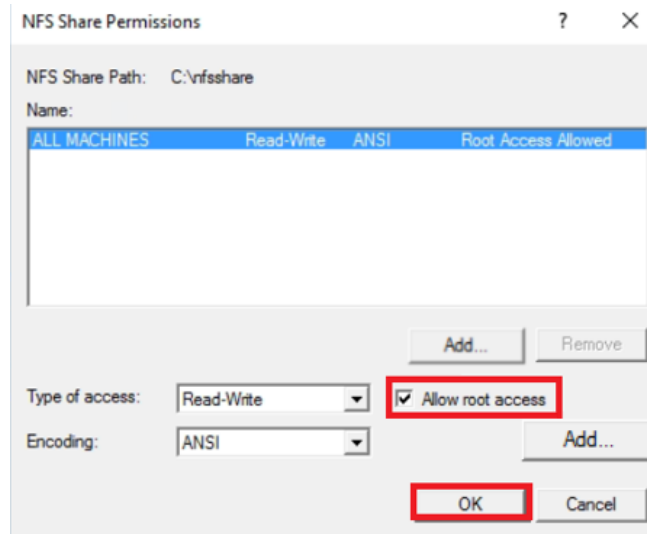 NFS Share Permissions ? ✕
NFS Share Path: C:\nfsshare
Name:
ALL MACHINES Read-Write ANSI Root Access Allowed
Add... Remove
Type of access: Read-Write Allow root access
Encoding: ANSI Add...
OK Cancel